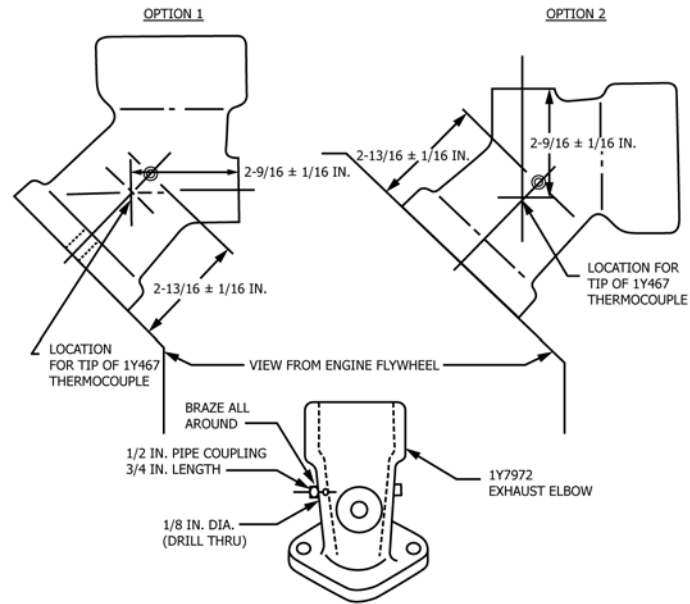 OPTION 1
OPTION 2
2-9/16 ± 1/16 IN.
2-13/16 ± 1/16 IN.
LOCATION
FOR TIP OF 1Y467
THERMOCOUPLE
2-13/16 ± 1/16 IN.
2-9/16 ± 1/16 IN.
LOCATION FOR
TIP OF 1Y467
THERMOCOUPLE
VIEW FROM ENGINE FLYWHEEL
BRAZE ALL
AROUND
1/2 IN. PIPE COUPLING
3/4 IN. LENGTH
1/8 IN. DIA.
(DRILL THRU)
1Y7972
EXHAUST ELBOW